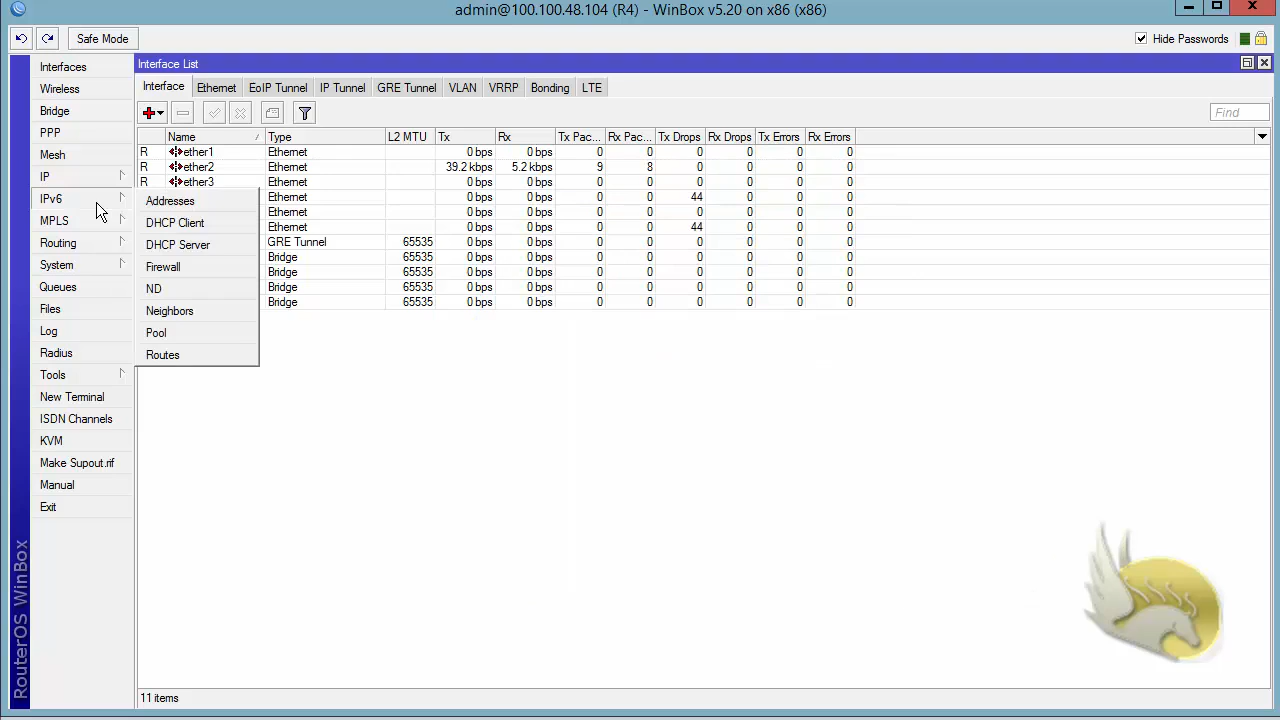 admin@100.100.48.104 (R4) - WinBox v5.20 on x86 (x86)
Safe Mode
Hide Passwords
Interfaces
Wireless
Bridge
PPP
Mesh
IP
IPv6
MPLS
Routing
System
Queues
Files
Log
Radius
Tools
New Terminal
ISDN Channels
KVM
Make Supout.rif
Manual
Exit
RouterOS WinBox
Addresses
DHCP Client
DHCP Server
Firewall
ND
Neighbors
Pool
Routes
Interface List
Interface Ethernet EoIP Tunnel IP Tunnel GRE Tunnel VLAN VRRP Bonding LTE
Find
Name Type L2 MTU Tx Rx Tx Pac... Rx Pac... Tx Drops Rx Drops Tx Errors Rx Errors
R ether1 Ethernet 0 bps 0 bps 0 0 0 0 0 0
R ether2 Ethernet 39.2 kbps 5.2 kbps 9 8 0 0 0 0
R ether3 Ethernet 0 bps 0 bps 0 0 0 0 0 0
Ethernet 0 bps 0 bps 0 0 44 0 0 0
Ethernet 0 bps 0 bps 0 0 0 0 0 0
Ethernet 0 bps 0 bps 0 0 44 0 0 0
GRE Tunnel 65535 0 bps 0 bps 0 0 0 0 0 0
Bridge 65535 0 bps 0 bps 0 0 0 0 0 0
Bridge 65535 0 bps 0 bps 0 0 0 0 0 0
Bridge 65535 0 bps 0 bps 0 0 0 0 0 0
Bridge 65535 0 bps 0 bps 0 0 0 0 0 0
11 items